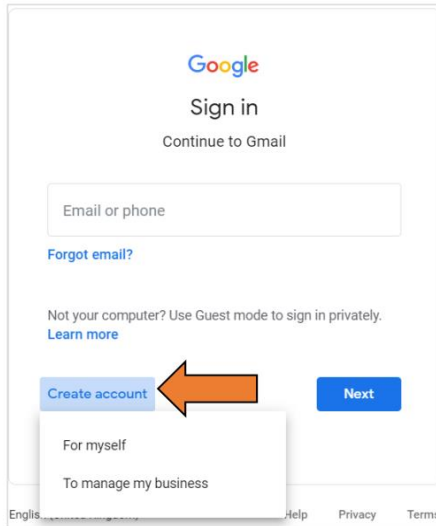 Google
Sign in
Continue to Gmail
Email or phone
Forgot email?
Not your computer? Use Guest mode to sign in privately.
Learn more
Create account
Next
For myself
To manage my business
Help Privacy Terms